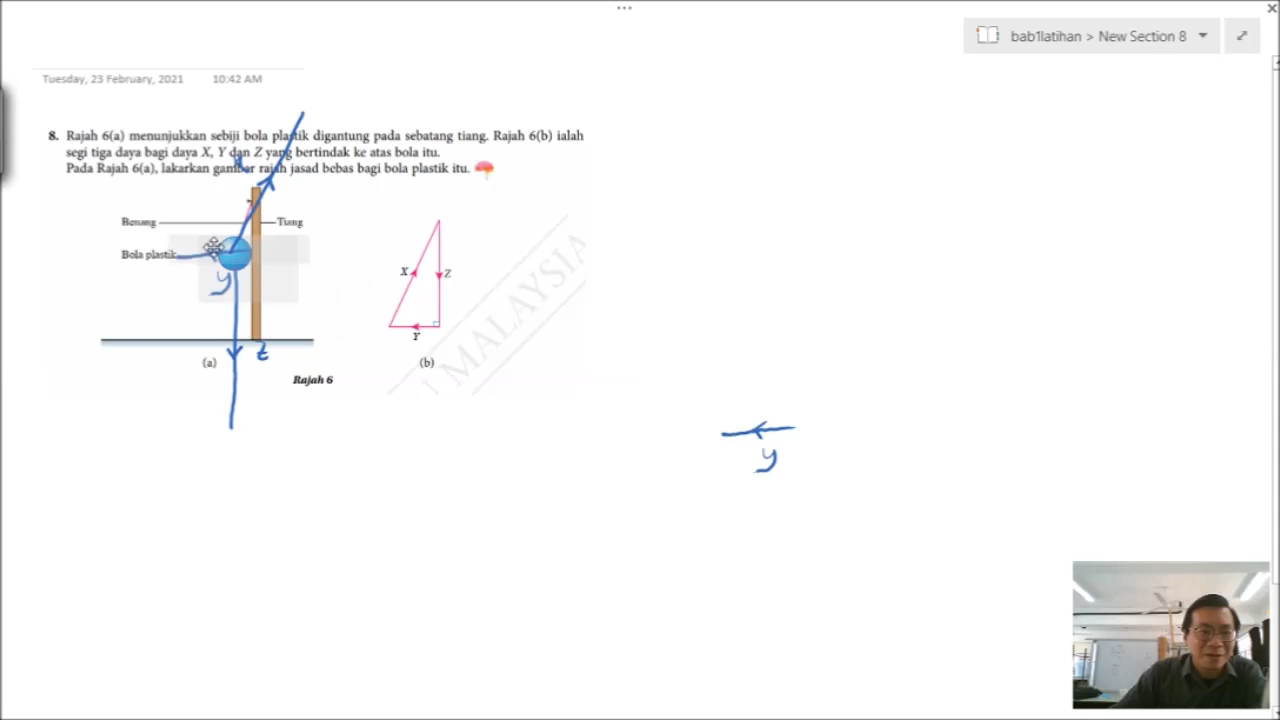 bab1latihan > New Section 8
Tuesday, 23 February, 2021 10:42 AM
8. Rajah 6(a) menunjukkan sebiji bola plastik digantung pada sebatang tiang. Rajah 6(b) ialah
segi tiga daya bagi daya X, Y dan Z yang bertindak ke atas bola itu.
Pada Rajah 6(a), lakarkan gambar rajah jasad bebas bagi bola plastik itu.
Benang
Tiang
Bola plastik
y
z
X
Z
Y
(a)
(b)
Rajah 6
MALAYSIA
y